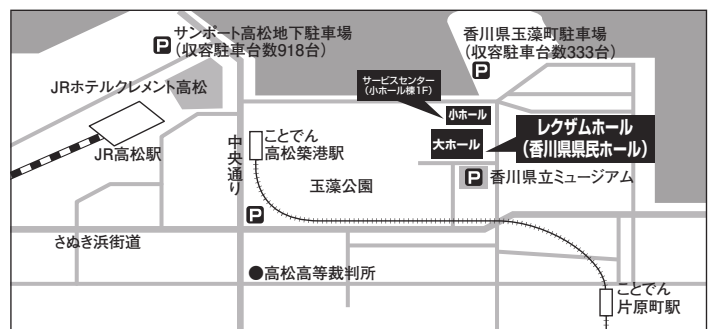 サンポート高松地下駐車場
(収容駐車台数918台)
香川県玉藻町駐車場
(収容駐車台数333台)
P
P
JRホテルクレメント高松
サービスセンター
(小ホール棟1F)
小ホール
大ホール
レクザムホール
(香川県県民ホール)
JR高松駅
中央通り
ことでん
高松築港駅
玉藻公園
P
香川県立ミュージアム
P
さぬき浜街道
●高松高等裁判所
ことでん
片原町駅